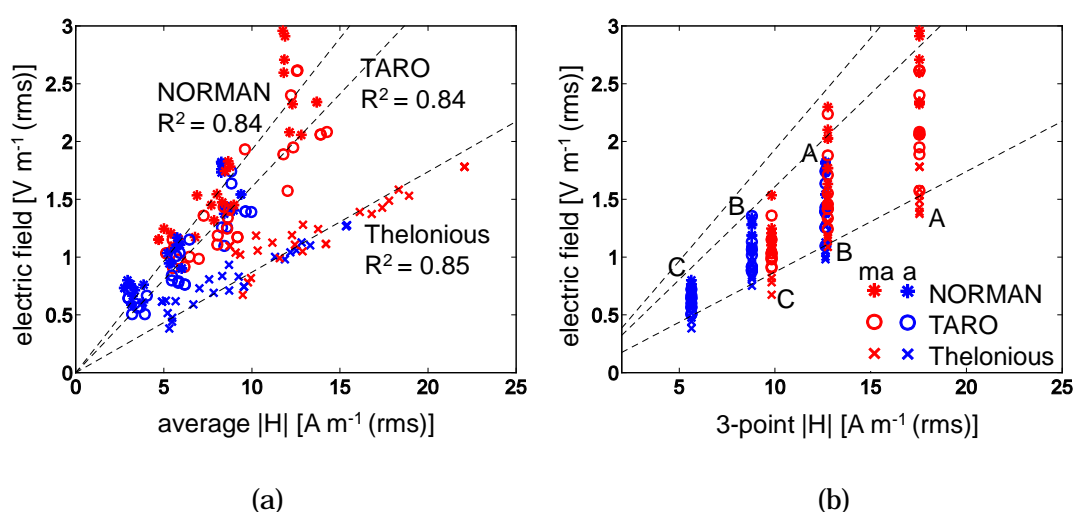 3
2.5
2
1.5
1
0.5
0
0
5
10
15
20
25
electric field [V m-1 (rms)]
average |H| [A m-1 (rms)]
NORMAN
R2 = 0.84
TARO
R2 = 0.84
Thelonious
R2 = 0.85
(a)
3
2.5
2
1.5
1
0.5
0
5
10
15
20
25
electric field [V m-1 (rms)]
3-point |H| [A m-1 (rms)]
A
B
C
A
B
C
ma a
NORMAN
TARO
Thelonious
(b)